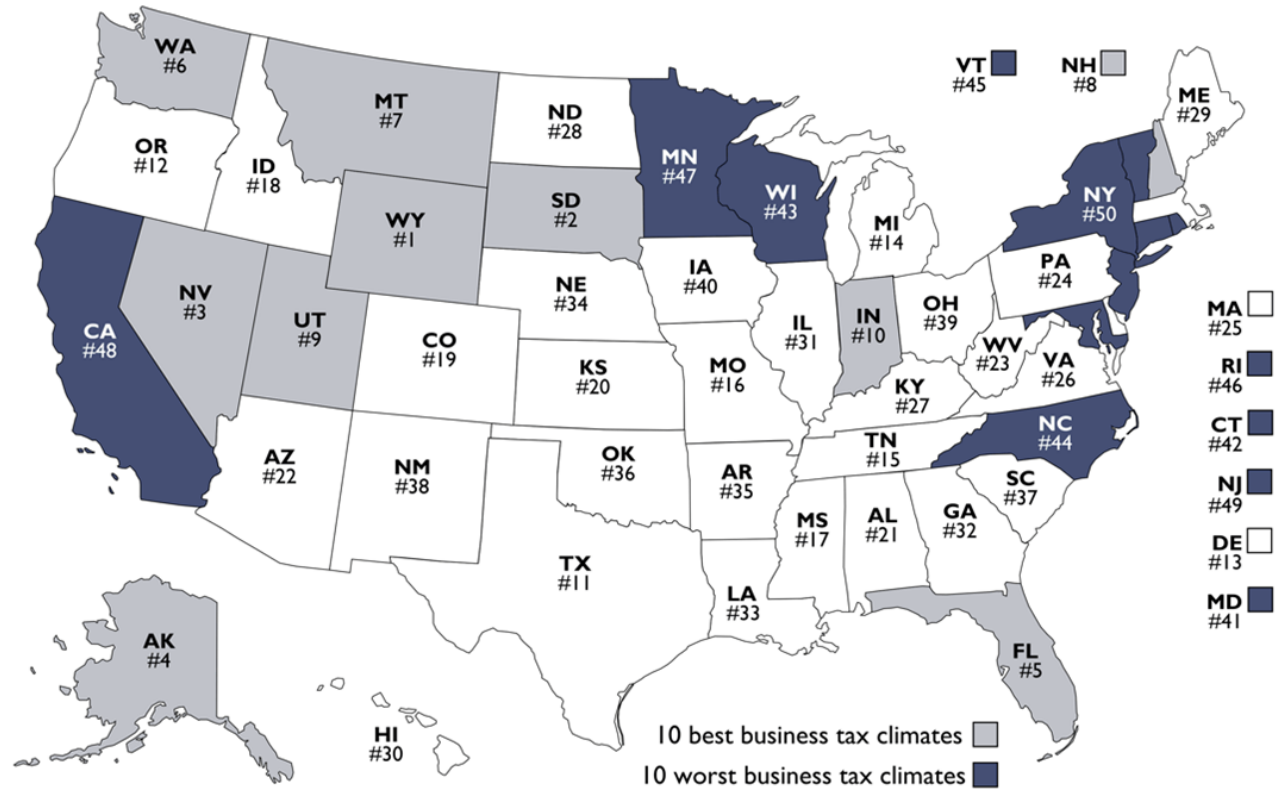 WA
#6
MT
#7
ND
#28
MN
#47
VT
#45
NH
#8
ME
#29
OR
#12
ID
#18
WY
#1
SD
#2
WI
#43
MI
#14
NY
#50
NV
#3
UT
#9
CO
#19
NE
#34
IA
#40
IL
#31
IN
#10
OH
#39
PA
#24
MA
#25
CA
#48
KS
#20
MO
#16
KY
#27
WV
#23
VA
#26
RI
#46
AZ
#22
NM
#38
OK
#36
AR
#35
TN
#15
NC
#44
CT
#42
SC
#37
NJ
#49
TX
#11
LA
#33
MS
#17
AL
#21
GA
#32
DE
#13
MD
#41
AK
#4
HI
#30
FL
#5
10 best business tax climates
10 worst business tax climates